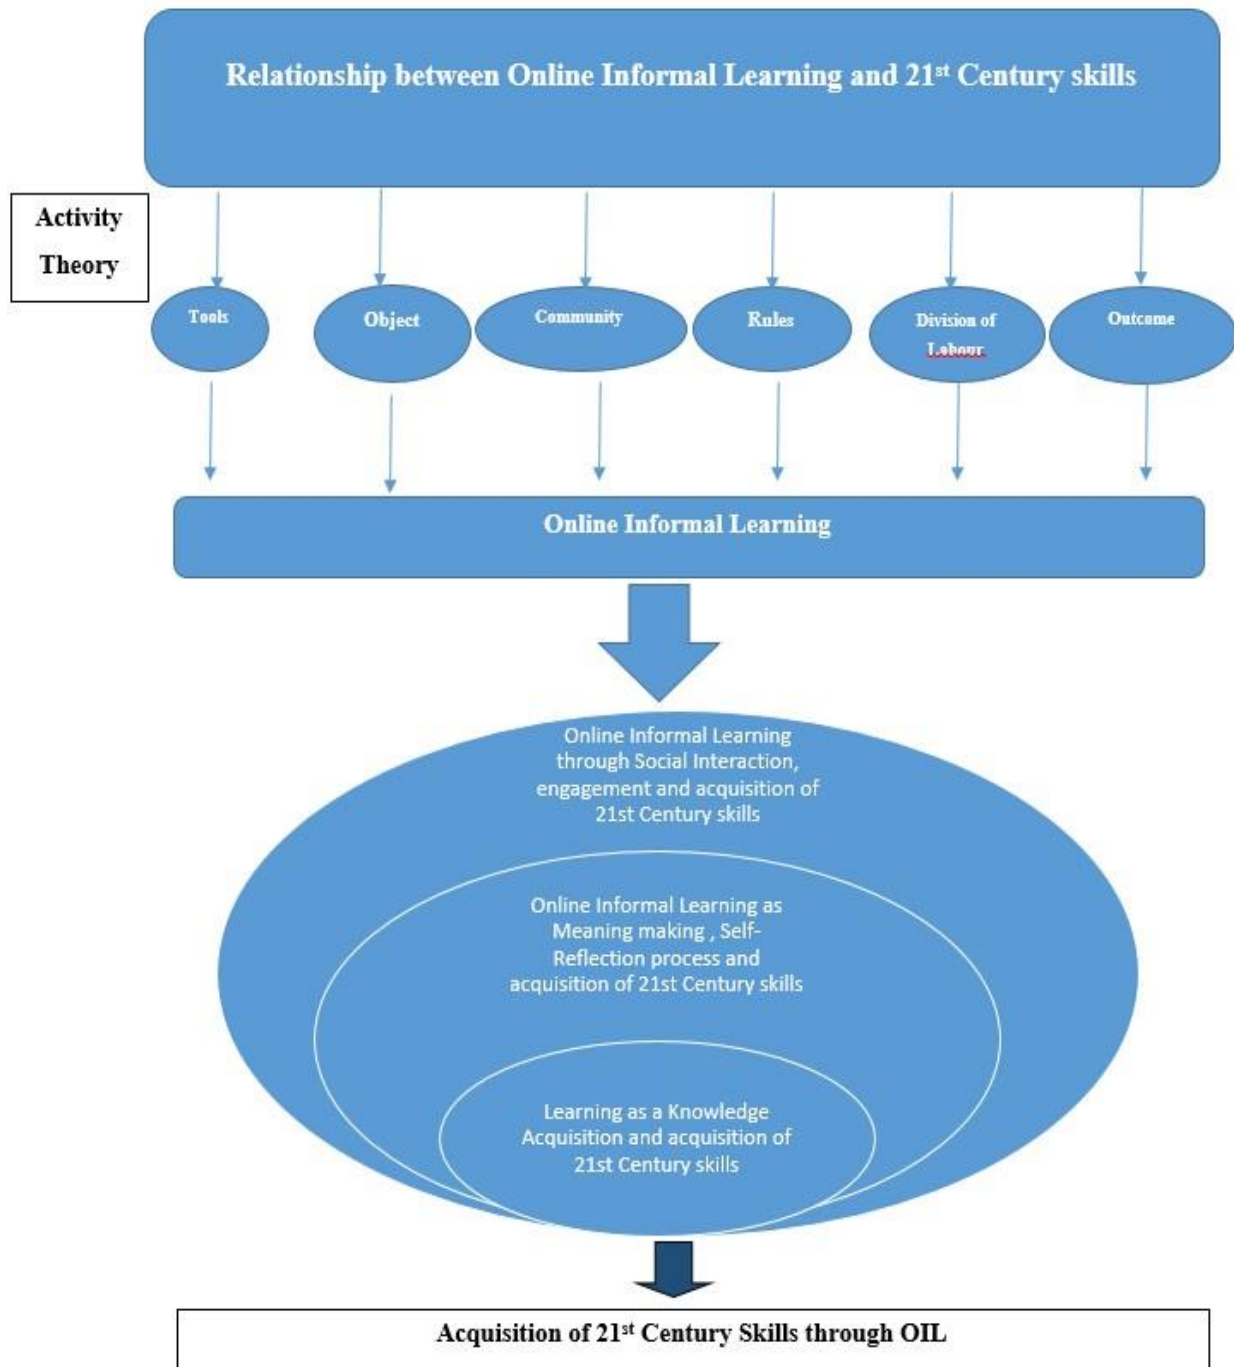 Relationship between Online Informal Learning and 21st Century skills
Activity
Theory
Tools
Object
Community
Rules
Division of
Labour
Outcome
Online Informal Learning
Online Informal Learning
through Social Interaction,
engagement and acquisition of
21st Century skills
Online Informal Learning as
Meaning making , Self-
Reflection process and
acquisition of 21st Century skills
Learning as a Knowledge
Acquisition and acquisition of
21st Century skills
Acquisition of 21st Century Skills through OIL